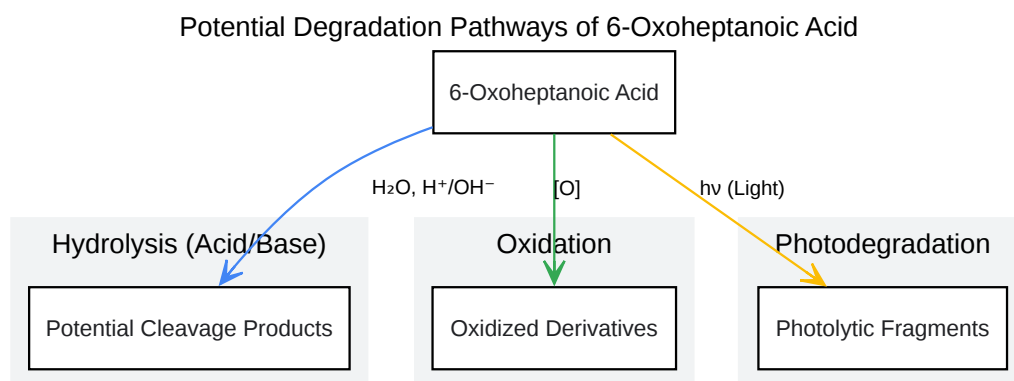 Potential Degradation Pathways of 6-Oxoheptanoic Acid
6-Oxoheptanoic Acid
H₂O, H⁺/OH⁻
[O]
hν (Light)
Hydrolysis (Acid/Base)
Oxidation
Photodegradation
Potential Cleavage Products
Oxidized Derivatives
Photolytic Fragments